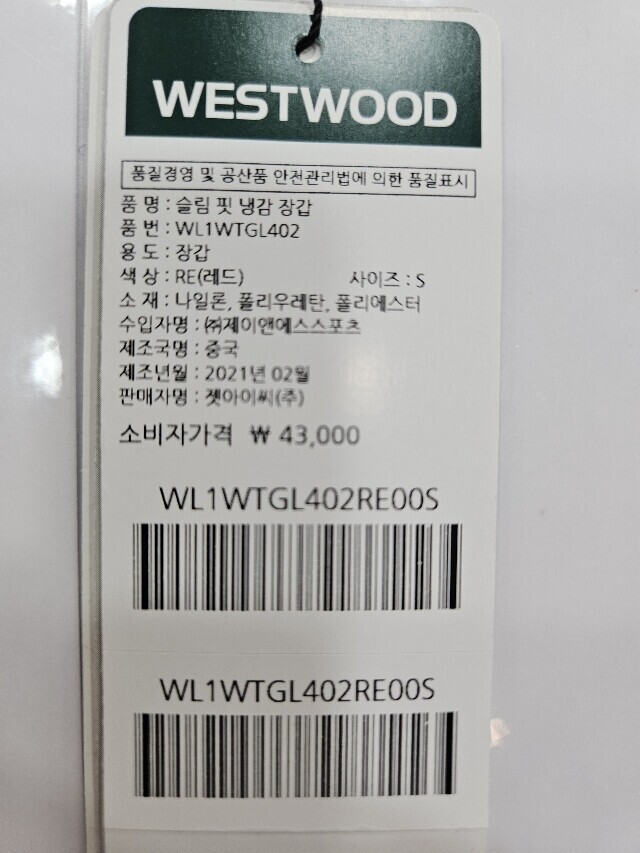 WESTWOOD
품질경영 및 공산품 안전관리법에 의한 품질표시
품 명 : 슬림 핏 냉감 장갑
품 번 : WL1WTGL402
용 도 : 장갑
색 상 : RE(레드) 사이즈 : S
소 재 : 나일론, 폴리우레탄, 폴리에스터
수입자명 : ㈜제이앤에스스포츠
제조국명 : 중국
제조년월 : 2021년 02월
판매자명 : 젯아이씨(주)
소비자가격 ₩ 43,000
WL1WTGL402RE00S
WL1WTGL402RE00S